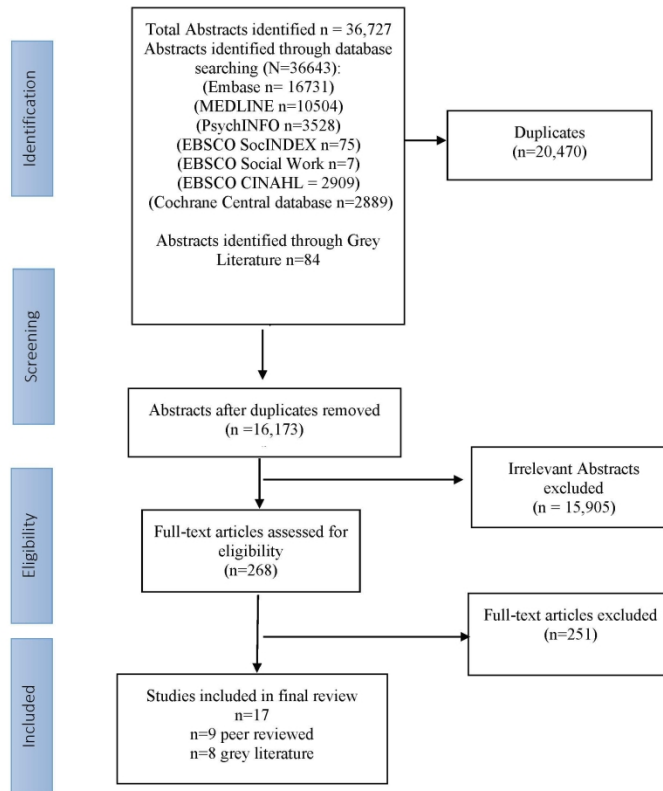 Identification
Total Abstracts identified n = 36,727
Abstracts identified through database
searching (N=36643):
(Embase n= 16731)
(MEDLINE n=10504)
(PsychINFO n=3528)
(EBSCO SocINDEX n=75)
(EBSCO Social Work n=7)
(EBSCO CINAHL = 2909)
(Cochrane Central database n=2889)
Abstracts identified through Grey
Literature n=84
Duplicates
(n=20,470)
Screening
Abstracts after duplicates removed
(n =16,173)
Irrelevant Abstracts
excluded
(n = 15,905)
Eligibility
Full-text articles assessed for
eligibility
(n=268)
Full-text articles excluded
(n=251)
Included
Studies included in final review
n=17
n=9 peer reviewed
n=8 grey literature